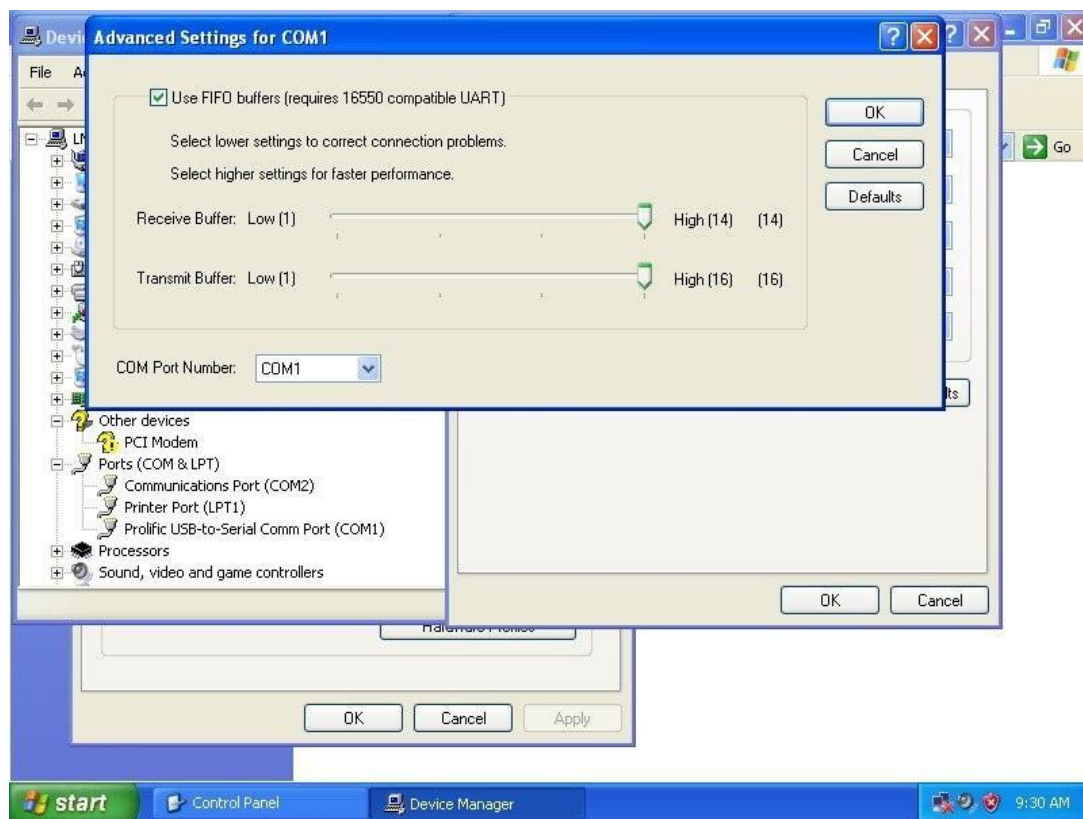 Devi
Advanced Settings for COM1
File
Use FIFO buffers (requires 16550 compatible UART)
Select lower settings to correct connection problems.
Select higher settings for faster performance.
Receive Buffer: Low (1) High (14) (14)
Transmit Buffer: Low (1) High (16) (16)
COM Port Number: COM1
OK
Cancel
Defaults
Go
Other devices
PCI Modem
Ports (COM & LPT)
Communications Port (COM2)
Printer Port (LPT1)
Prolific USB-to-Serial Comm Port (COM1)
Processors
Sound, video and game controllers
lts
OK Cancel
OK Cancel Apply
start Control Panel Device Manager 9:30 AM